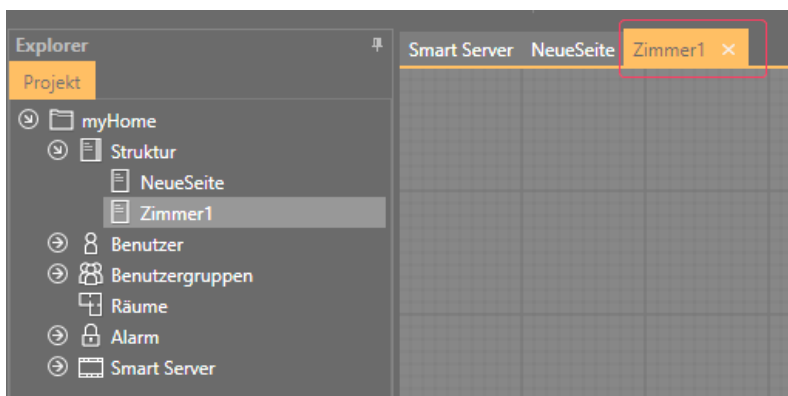 Explorer
Projekt
myHome
Struktur
NeueSeite
Zimmer1
Benutzer
Benutzergruppen
Räume
Alarm
Smart Server
Smart Server NeueSeite Zimmer1